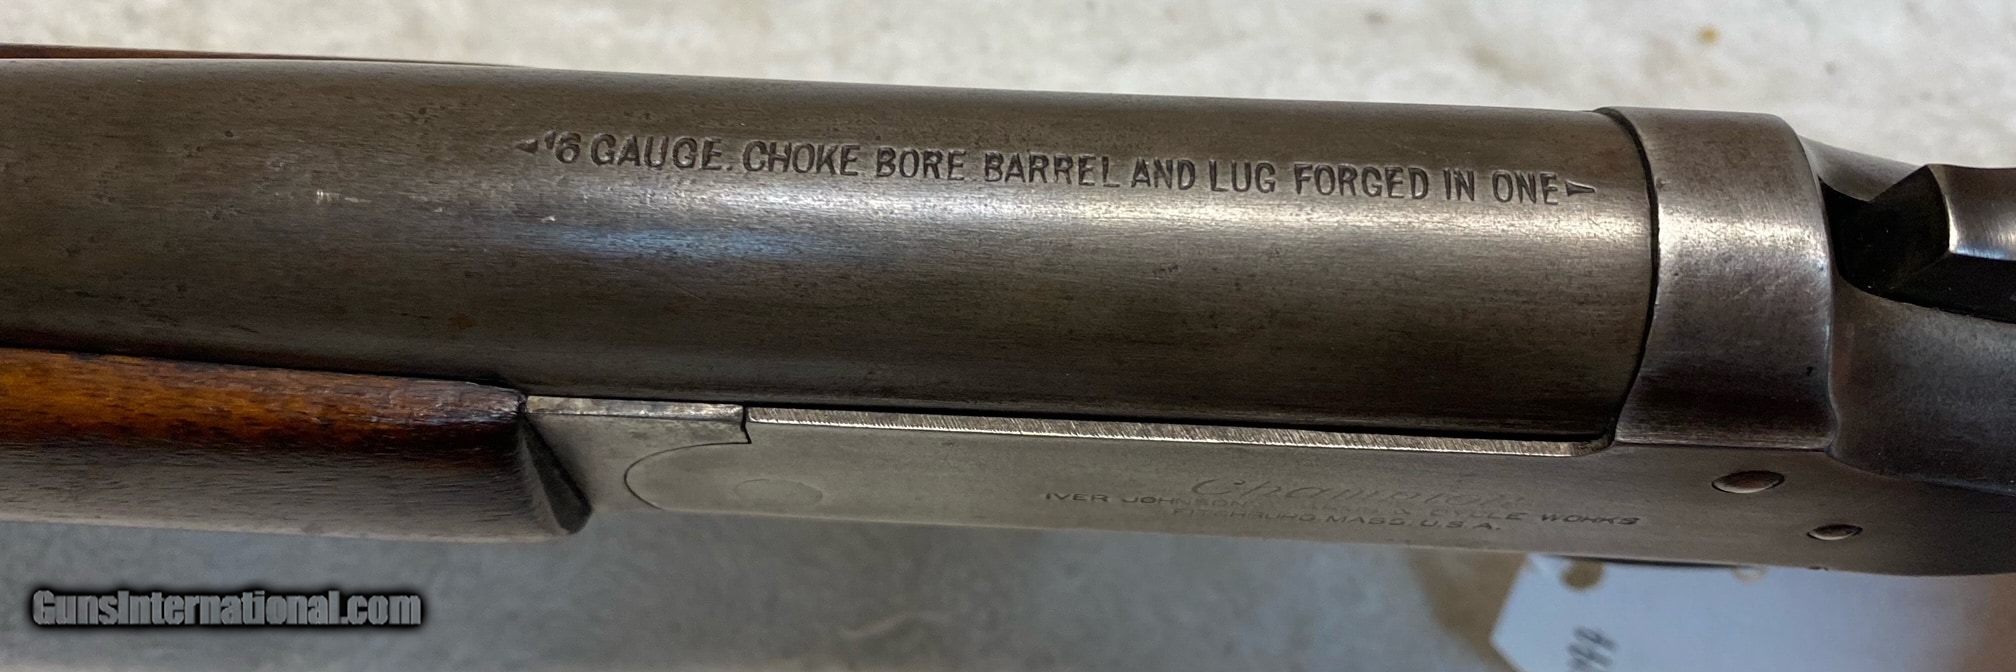 16 GAUGE. CHOKE BORE BARREL AND LUG FORGED IN ONE
Champion
IVER JOHNSON CYCLE WORKS
FITCHBURG, MASS. U.S.A.
GunsInternational.com